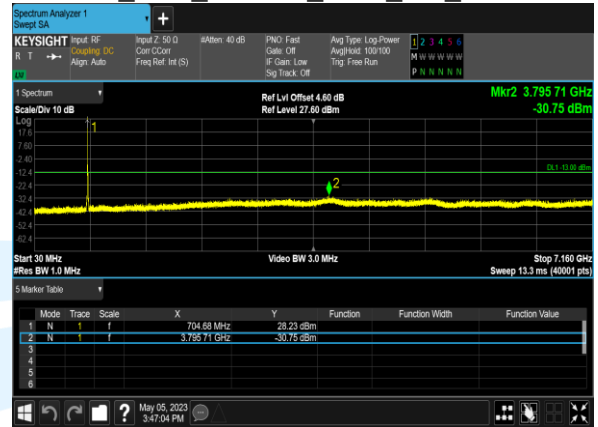 Spectrum Analyzer 1
Swept SA
KEYSIGHT Input: RF Input Z: 50 Ω #Atten: 40 dB PNO: Fast Avg Type: Log-Power 1 2 3 4 5 6
R T Coupling: DC Corr CCorr Gate: Off Avg|Hold: 100/100 M W W W W W
Align: Auto Freq Ref: Int (S) IF Gain: Low Trig: Free Run
LW Sig Track: Off P N N N N N
1 Spectrum Ref Lvl Offset 4.60 dB Mkr2 3.795 71 GHz
Scale/Div 10 dB Ref Level 27.60 dBm -30.75 dBm
Log
17.6
7.60
-2.40
-12.4
-22.4
-32.4
-42.4
-52.4
-62.4
1
2
DL1 -13.00 dBm
Start 30 MHz Video BW 3.0 MHz Stop 7.160 GHz
#Res BW 1.0 MHz Sweep 13.3 ms (40001 pts)
5 Marker Table
Mode Trace Scale X Y Function Function Width Function Value
1 N 1 f 704.68 MHz 28.23 dBm
2 N 1 f 3.795 71 GHz -30.75 dBm
3
4
5
6
May 05, 2023
3:47:04 PM